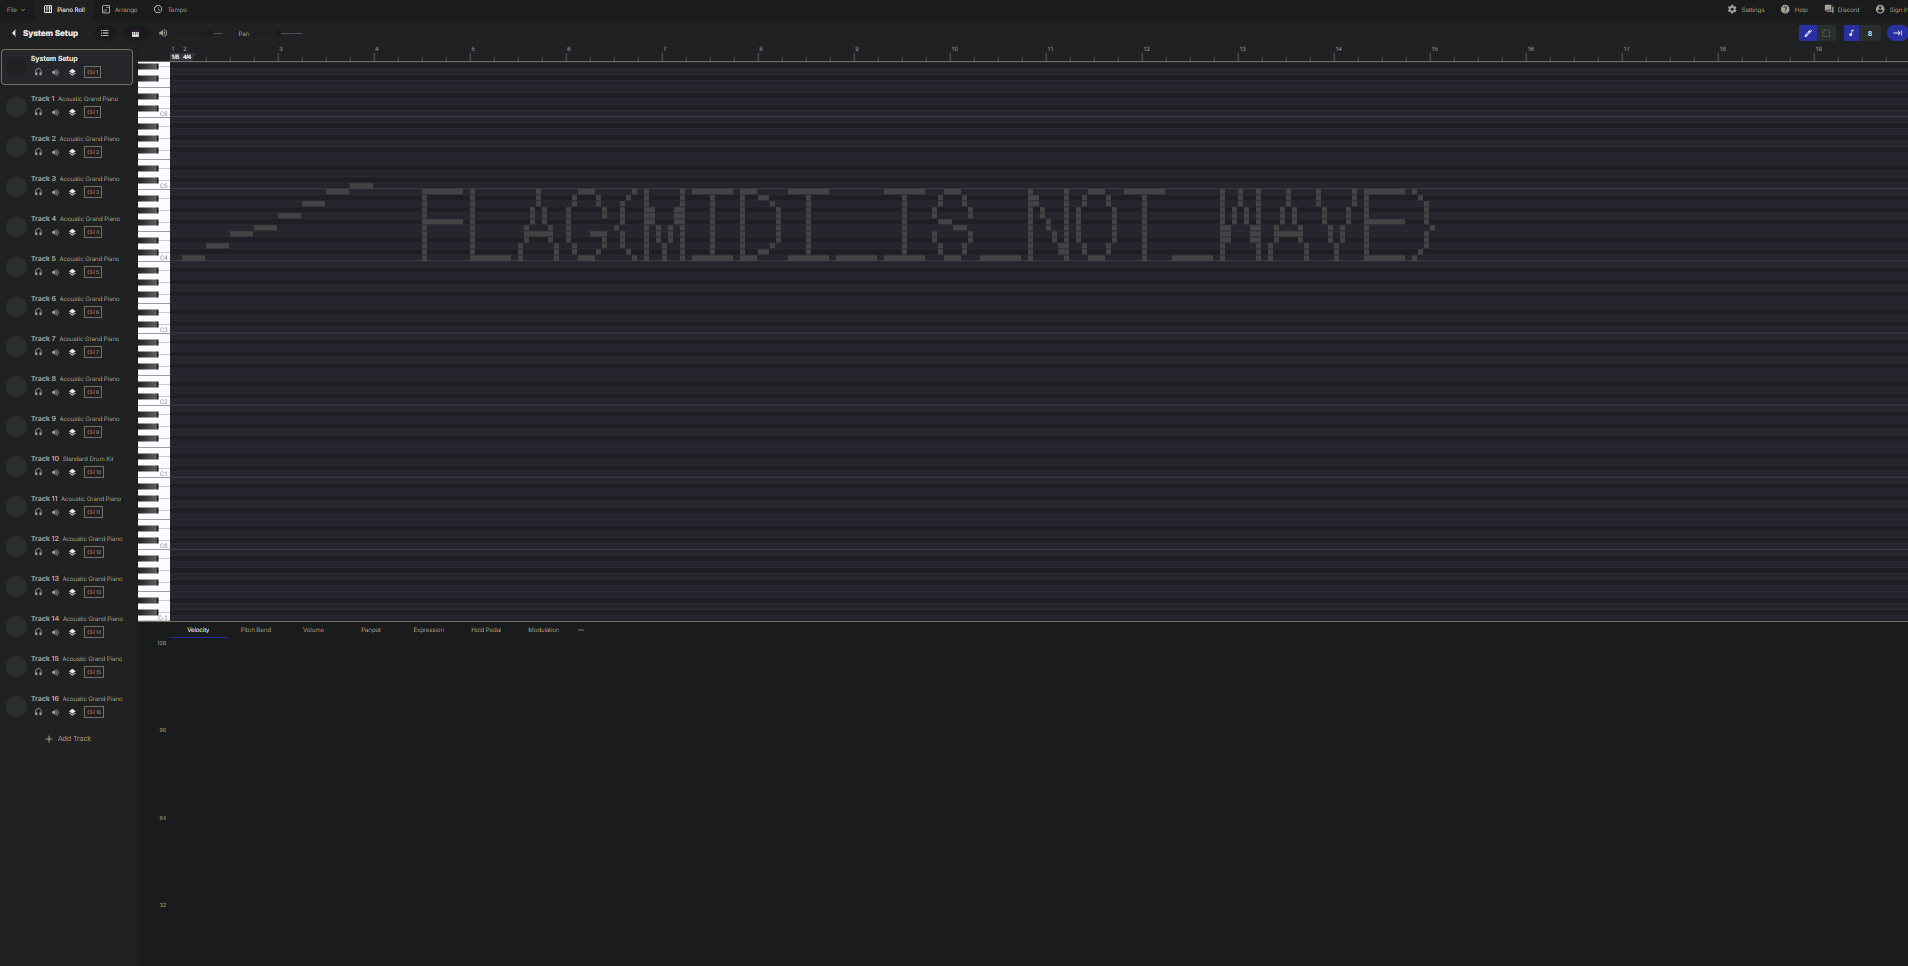 File
Piano Roll
Arrange
Tempo
Settings
Help
Discord
Sign In
System Setup
Pan
8
1 2 3 4 5 6 7 8 9 10 11 12 13 14 15 16 17 18 19
1/8 4/4
System Setup
CH 1
Track 1 Acoustic Grand Piano
CH 1
Track 2 Acoustic Grand Piano
CH 2
Track 3 Acoustic Grand Piano
CH 3
Track 4 Acoustic Grand Piano
CH 4
Track 5 Acoustic Grand Piano
CH 5
Track 6 Acoustic Grand Piano
CH 6
Track 7 Acoustic Grand Piano
CH 7
Track 8 Acoustic Grand Piano
CH 8
Track 9 Acoustic Grand Piano
CH 9
Track 10 Standard Drum Kit
CH 10
Track 11 Acoustic Grand Piano
CH 11
Track 12 Acoustic Grand Piano
CH 12
Track 13 Acoustic Grand Piano
CH 13
Track 14 Acoustic Grand Piano
CH 14
Track 15 Acoustic Grand Piano
CH 15
Track 16 Acoustic Grand Piano
CH 16
Add Track
C6
C5
FLAG{MIDI_IS_NOT_WAVE}
C4
C3
C2
C1
C0
C-1
Velocity
Pitch Bend
Volume
Panpot
Expression
Hold Pedal
Modulation
128
96
64
32